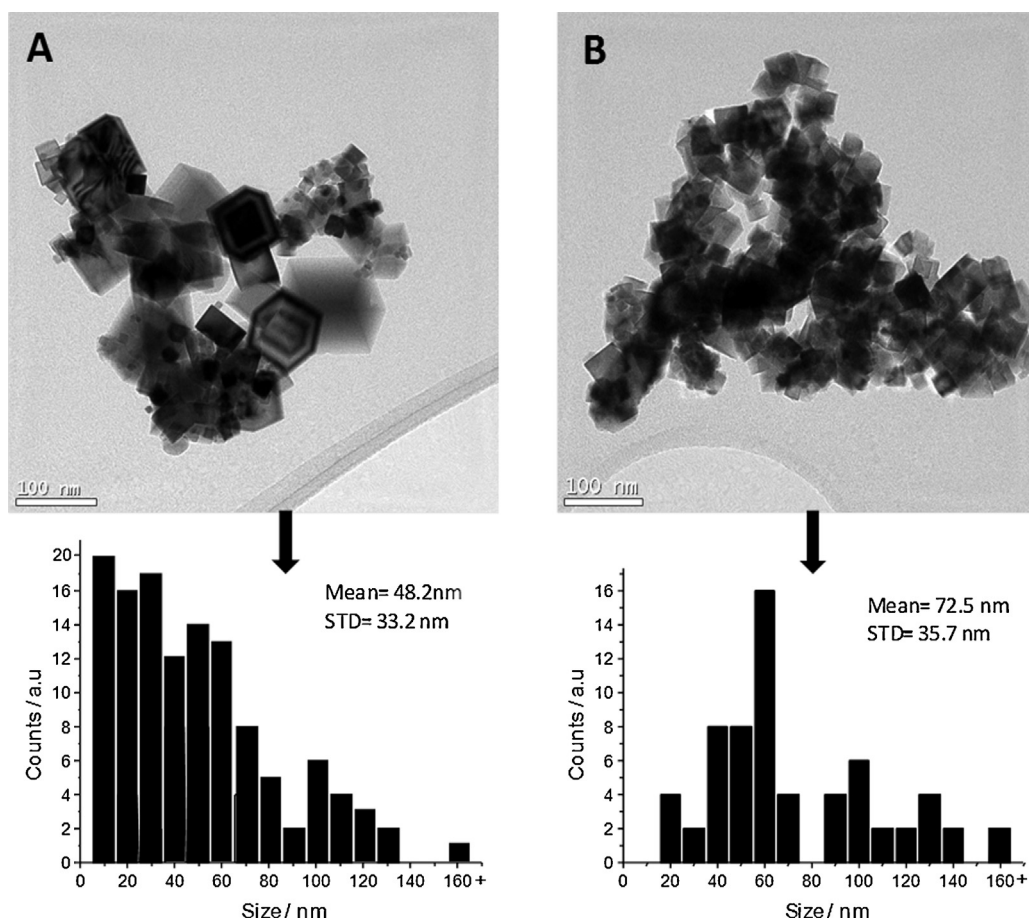 A
100 nm
B
100 nm
Mean= 48.2nm
STD= 33.2 nm
20
16
14
12
10
8
6
4
2
0
Counts / a.u
0 20 40 60 80 100 120 140 160+
Size/ nm
Mean= 72.5 nm
STD= 35.7 nm
16
14
12
10
8
6
4
2
0
Counts / a.u
0 20 40 60 80 100 120 140 160+
Size/ nm